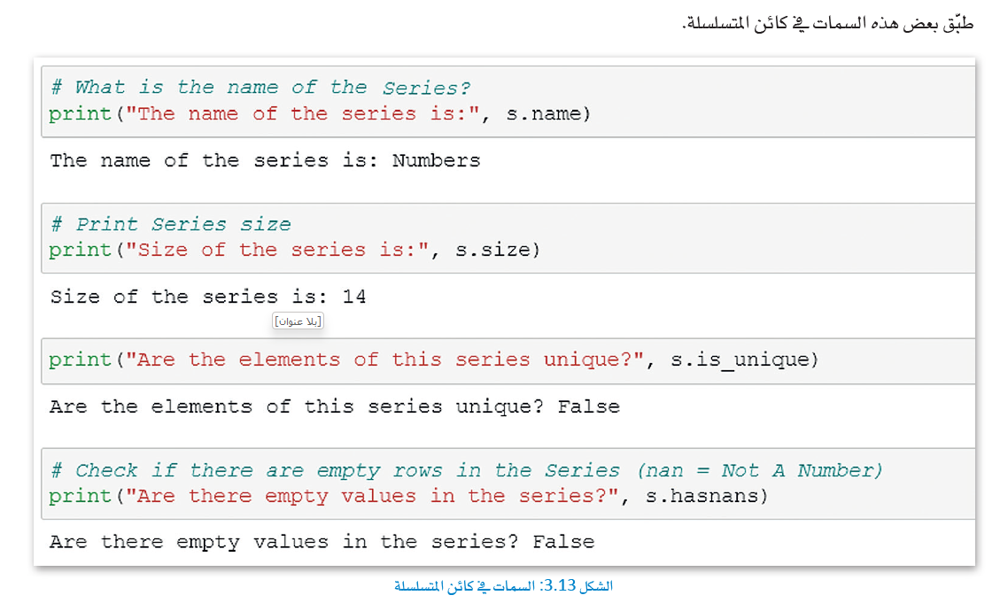 طبّق بعض هذه السمات في كائن المتسلسلة.
# What is the name of the Series?
print("The name of the series is:", s.name)
The name of the series is: Numbers
# Print Series size
print("Size of the series is:", s.size)
Size of the series is: 14
[بلا عنوان]
print("Are the elements of this series unique?", s.is_unique)
Are the elements of this series unique? False
# Check if there are empty rows in the Series (nan = Not A Number)
print("Are there empty values in the series?", s.hasnans)
Are there empty values in the series? False
الشكل 3.13: السمات في كائن المتسلسلة